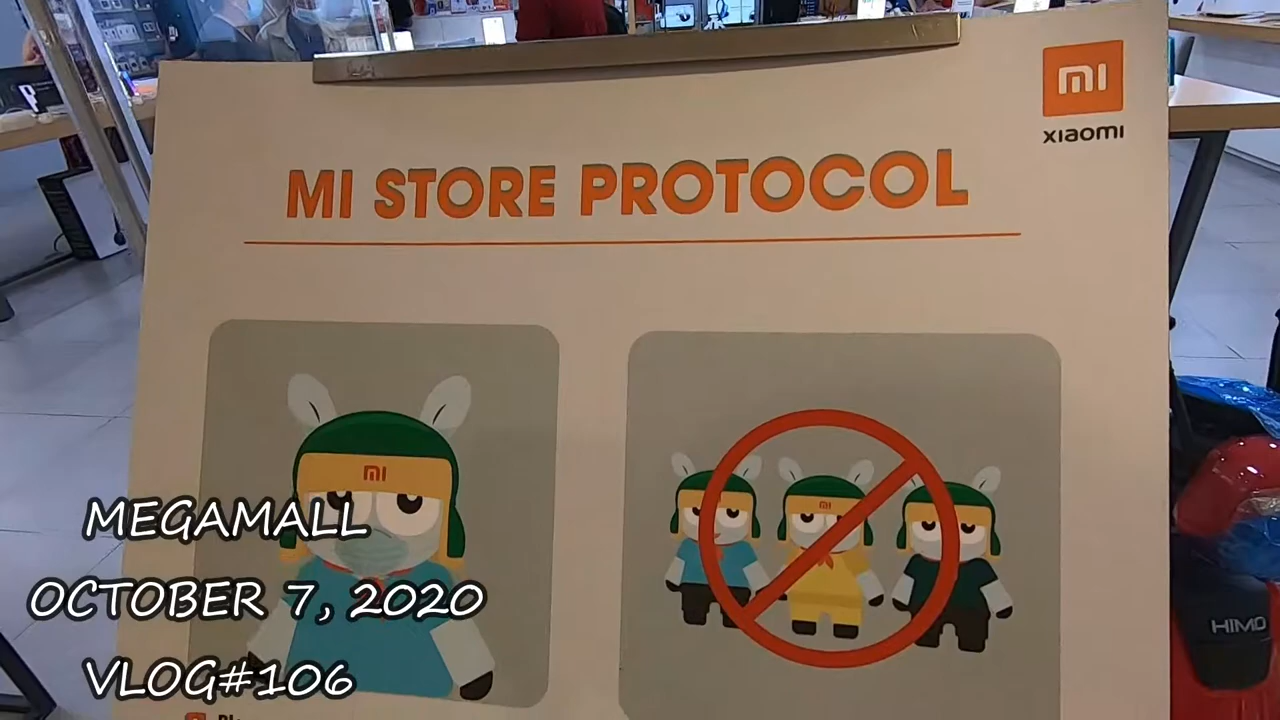 mi
xiaomi
MI STORE PROTOCOL
mi
mi
MEGAMALL
OCTOBER 7, 2020
VLOG#106
HIMO